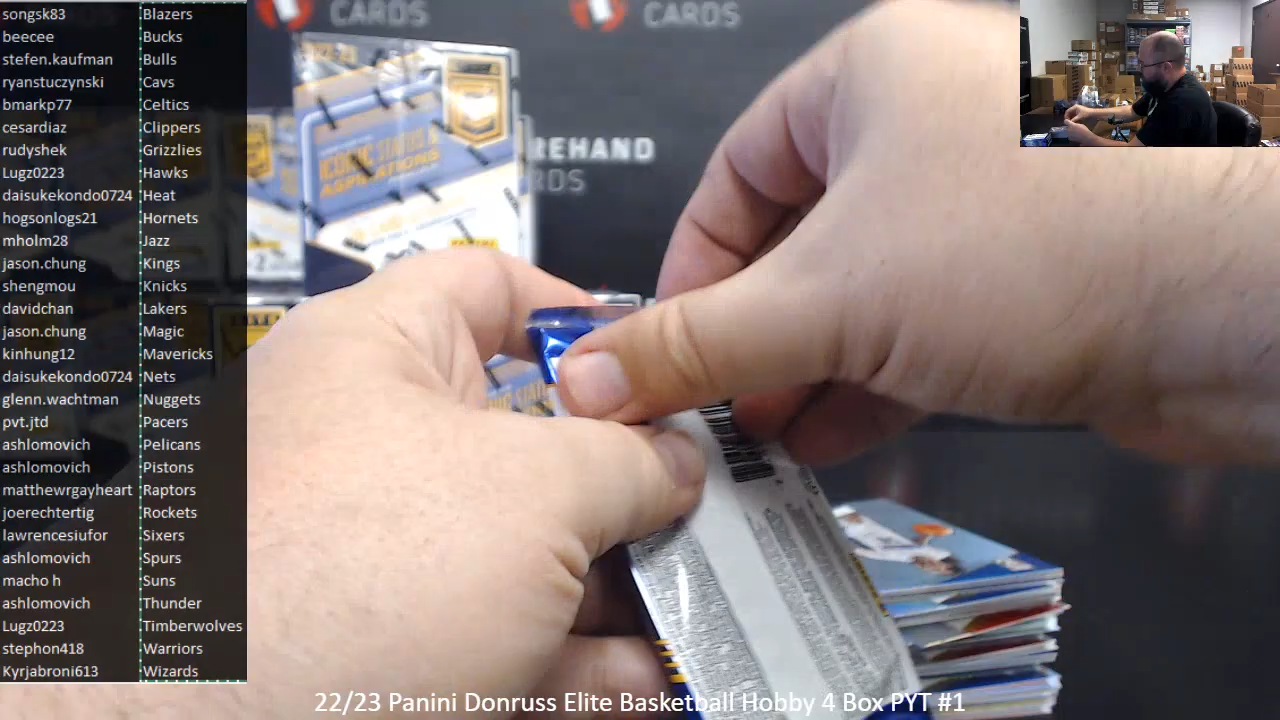 songsk83 Blazers
beecee Bucks
stefen.kaufman Bulls
ryanstuczynski Cavs
bmarkp77 Celtics
cesardiaz Clippers
rudyshek Grizzlies
Lugz0223 Hawks
daisukekondo0724 Heat
hogsonlogs21 Hornets
mholm28 Jazz
jason.chung Kings
shengmou Knicks
davidchan Lakers
jason.chung Magic
kinhung12 Mavericks
daisukekondo0724 Nets
glenn.wachtman Nuggets
pvt.jtd Pacers
ashlomovich Pelicans
ashlomovich Pistons
matthewrgayheart Raptors
joerechtertig Rockets
lawrencesiufor Sixers
ashlomovich Spurs
macho h Suns
ashlomovich Thunder
Lugz0223 Timberwolves
stephon418 Warriors
Kyrjabroni613 Wizards
CARDS
CARDS
ICONIC STATUS &
ASPIRATIONS
REHAND
RDS
22/23 Panini Donruss Elite Basketball Hobby 4 Box PYT #1